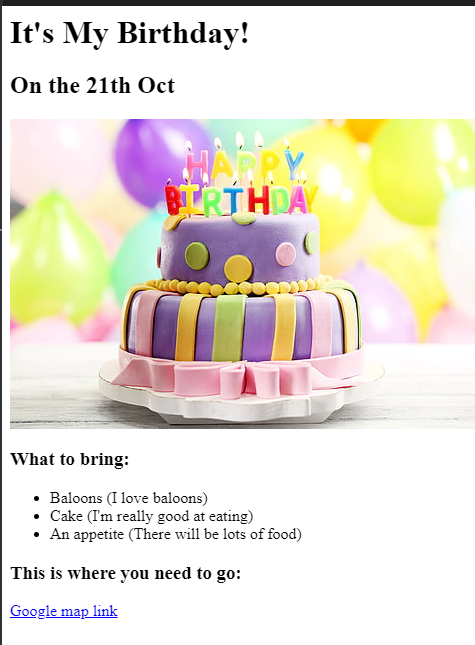 It's My Birthday!
On the 21th Oct
HAPPY
BIRTHDAY
What to bring:
Baloons (I love baloons)
Cake (I'm really good at eating)
An appetite (There will be lots of food)
This is where you need to go:
Google map link